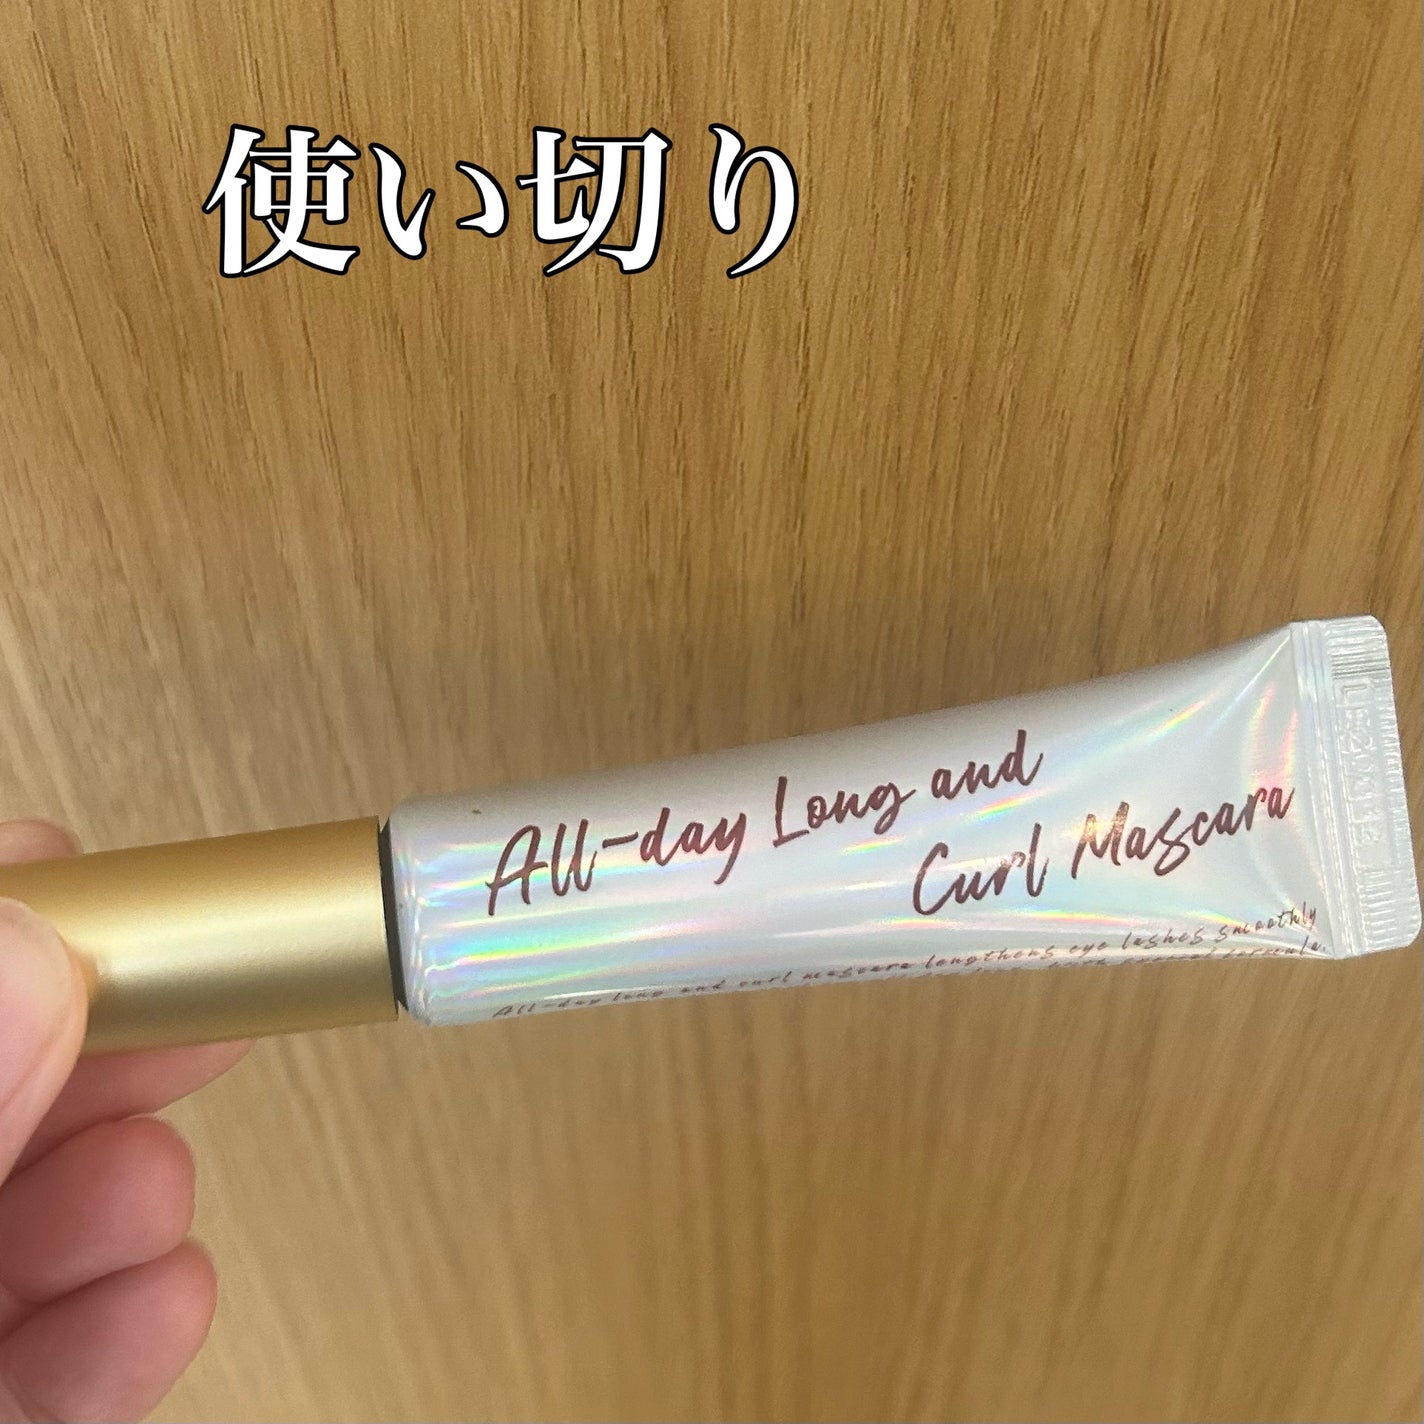 使い切り
All-day Long and
Curl Mascara
All-day long and curl mascara lengthens eye lashes smoothly